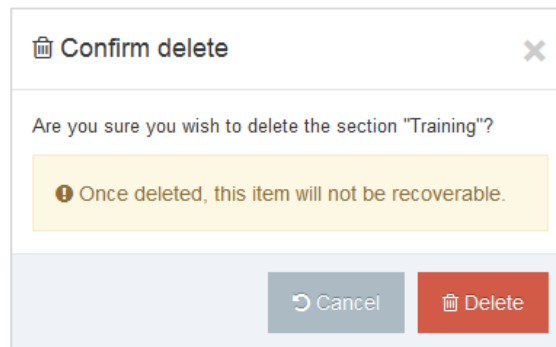 Confirm delete
Are you sure you wish to delete the section "Training"?
Once deleted, this item will not be recoverable.
Cancel
Delete